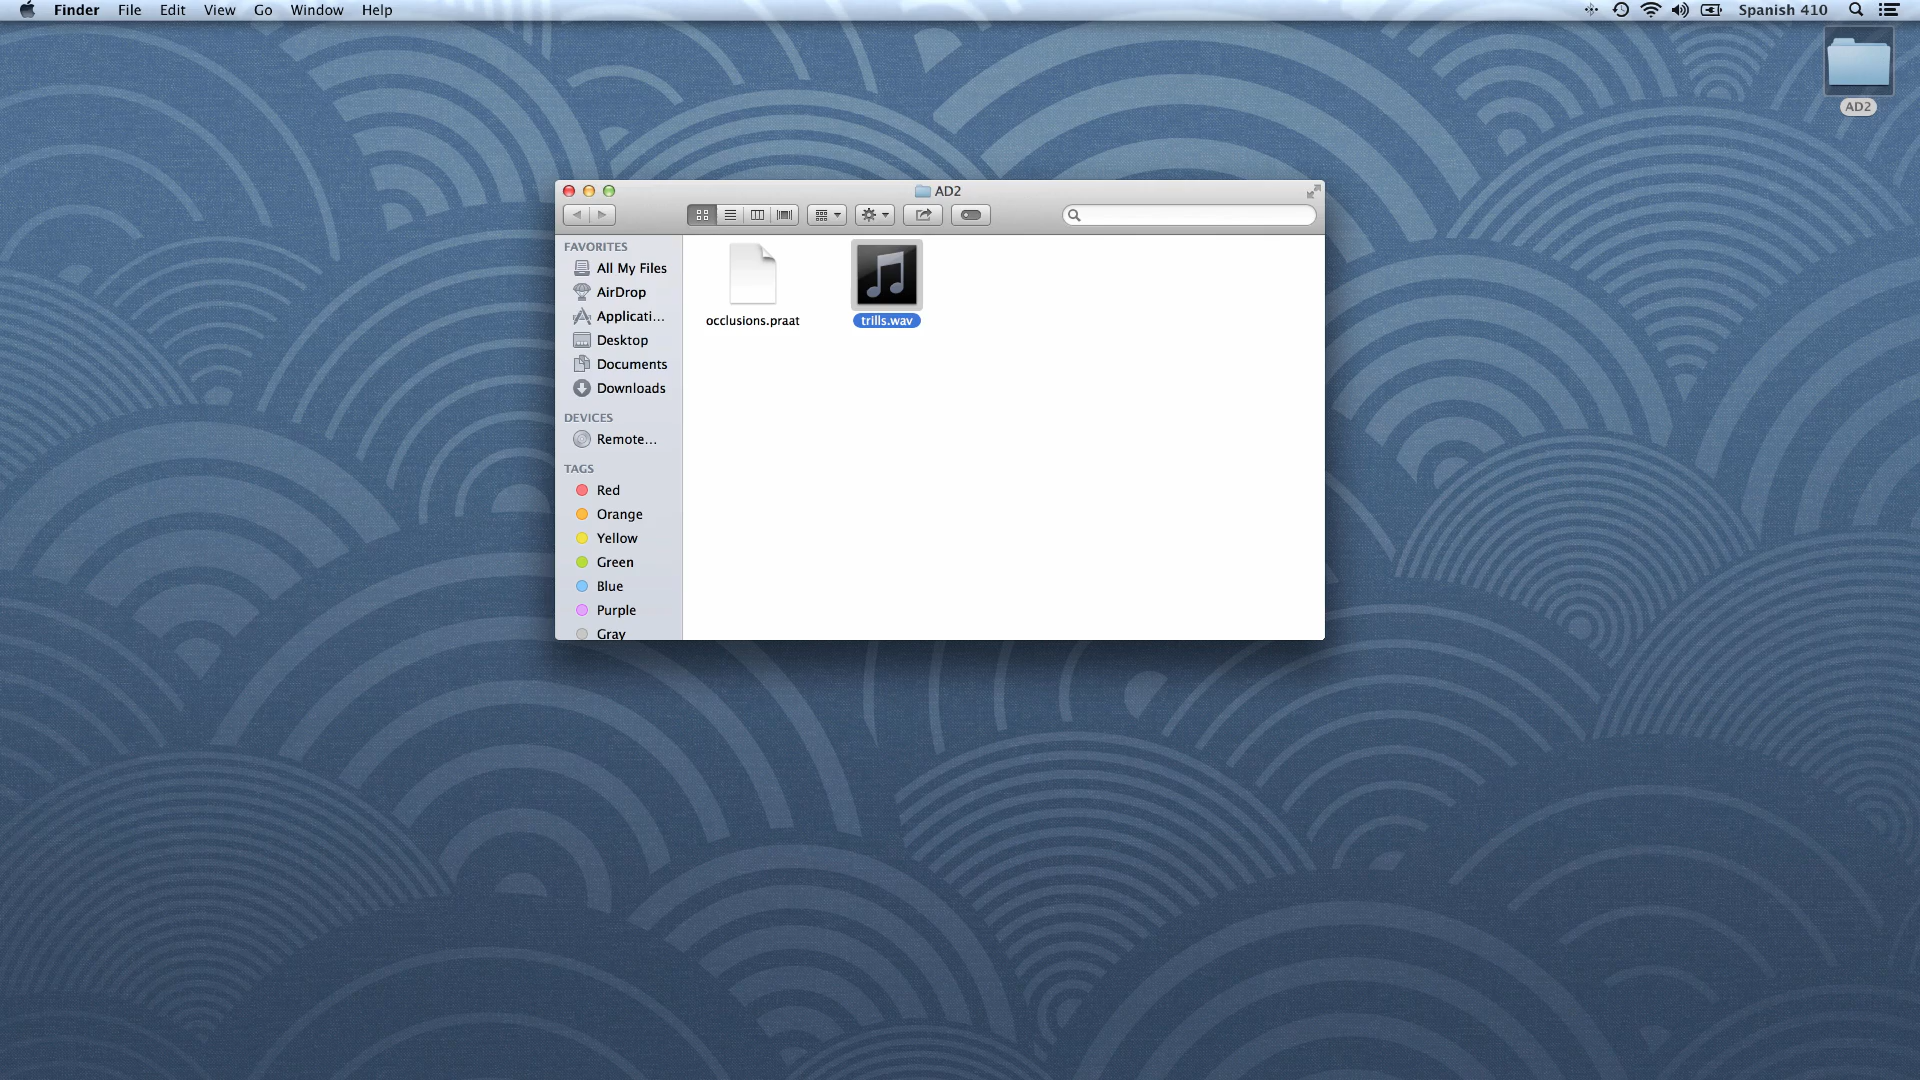 Finder File Edit View Go Window Help Spanish 410
AD2
AD2
FAVORITES
All My Files
AirDrop
Applicati...
Desktop
Documents
Downloads
DEVICES
Remote...
TAGS
Red
Orange
Yellow
Green
Blue
Purple
Gray
occlusions.praat
trills.wav